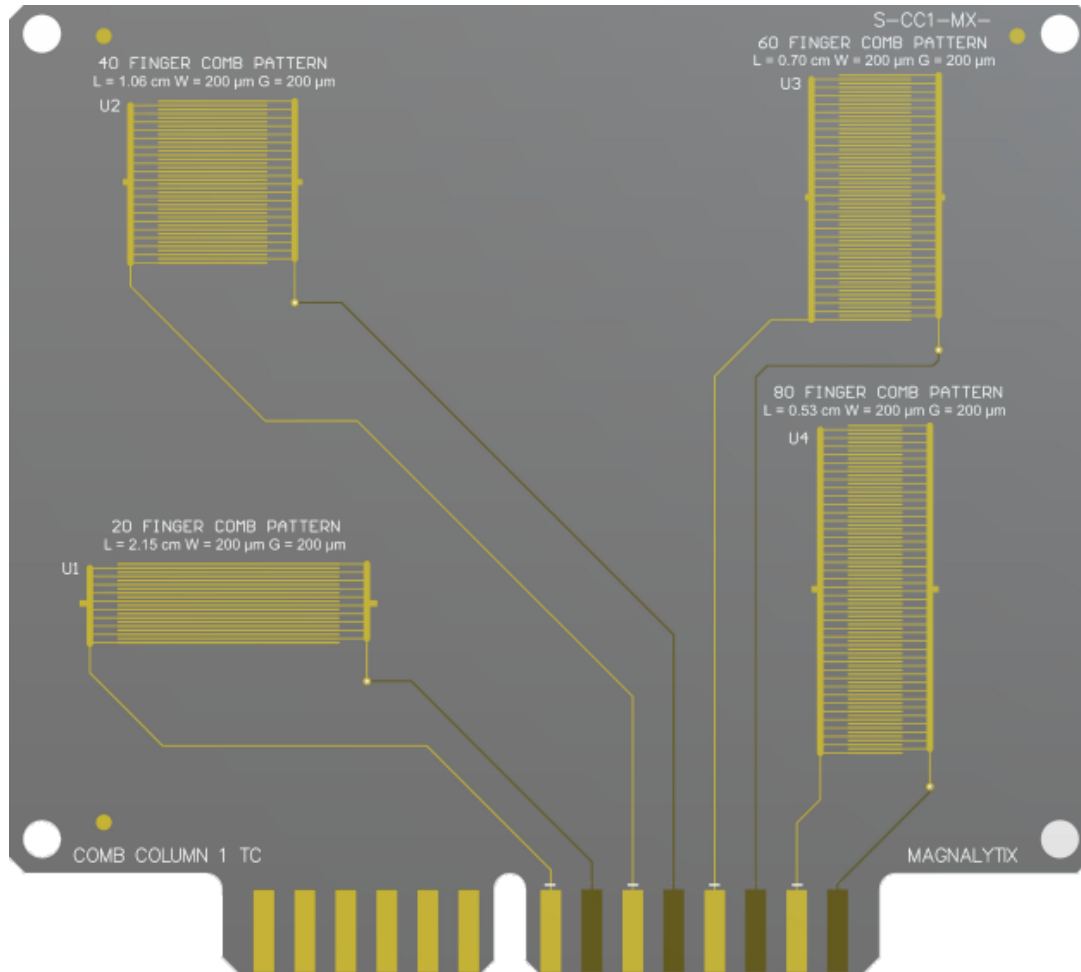 S-CC1-MX-
40 FINGER COMB PATTERN
L = 1.06 cm W = 200 µm G = 200 µm
U2
60 FINGER COMB PATTERN
L = 0.70 cm W = 200 µm G = 200 µm
U3
80 FINGER COMB PATTERN
L = 0.53 cm W = 200 µm G = 200 µm
U4
20 FINGER COMB PATTERN
L = 2.15 cm W = 200 µm G = 200 µm
U1
COMB COLUMN 1 TC
MAGNALYTIX